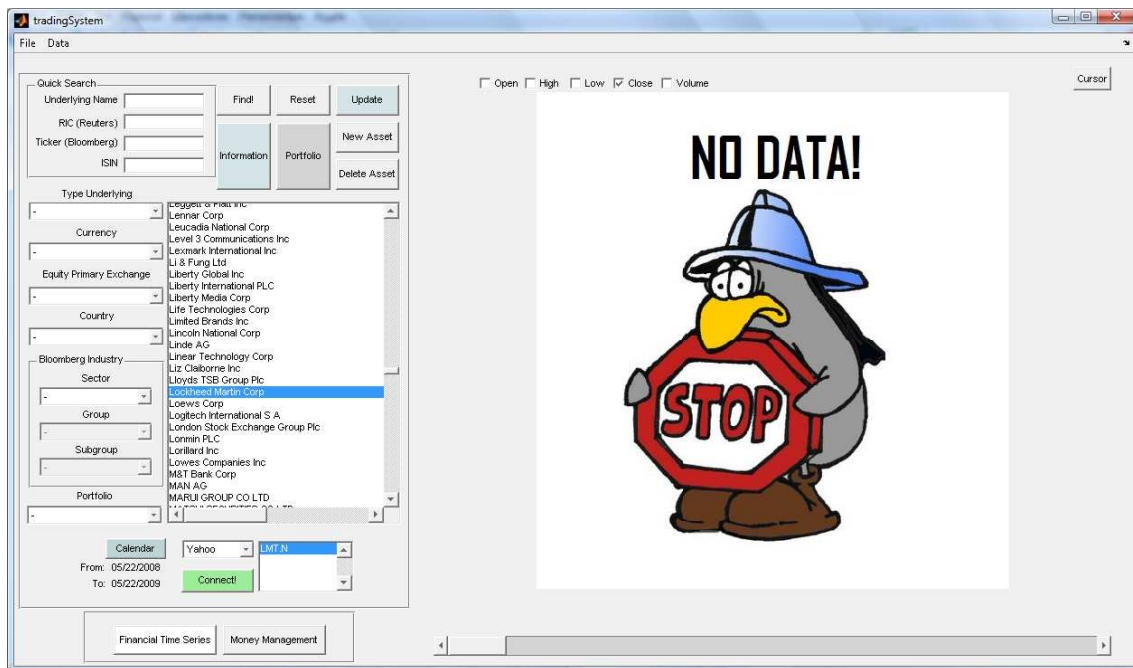 tradingSystem
File Data
Quick Search
Underlying Name
RIC (Reuters)
Ticker (Bloomberg)
ISIN
Find!
Reset
Update
Information
Portfolio
New Asset
Delete Asset
Type Underlying
-
Currency
-
Equity Primary Exchange
-
Country
-
Bloomberg Industry
Sector
-
Group
-
Subgroup
-
Portfolio
-
Leggett & Platt Inc
Lennar Corp
Leucadia National Corp
Level 3 Communications Inc
Lexmark International Inc
Li & Fung Ltd
Liberty Global Inc
Liberty International PLC
Liberty Media Corp
Life Technologies Corp
Limited Brands Inc
Lincoln National Corp
Linde AG
Linear Technology Corp
Liz Claiborne Inc
Lloyds TSB Group Plc
Lockheed Martin Corp
Loews Corp
Logitech International S A
London Stock Exchange Group Plc
Lonmin PLC
Lorillard Inc
Lowes Companies Inc
M&T Bank Corp
MAN AG
MARUI GROUP CO LTD
Calendar
From: 05/22/2008
To: 05/22/2009
Yahoo
Connect!
LMT.N
Financial Time Series
Money Management
Open High Low Close Volume
Cursor
NO DATA!
STOP